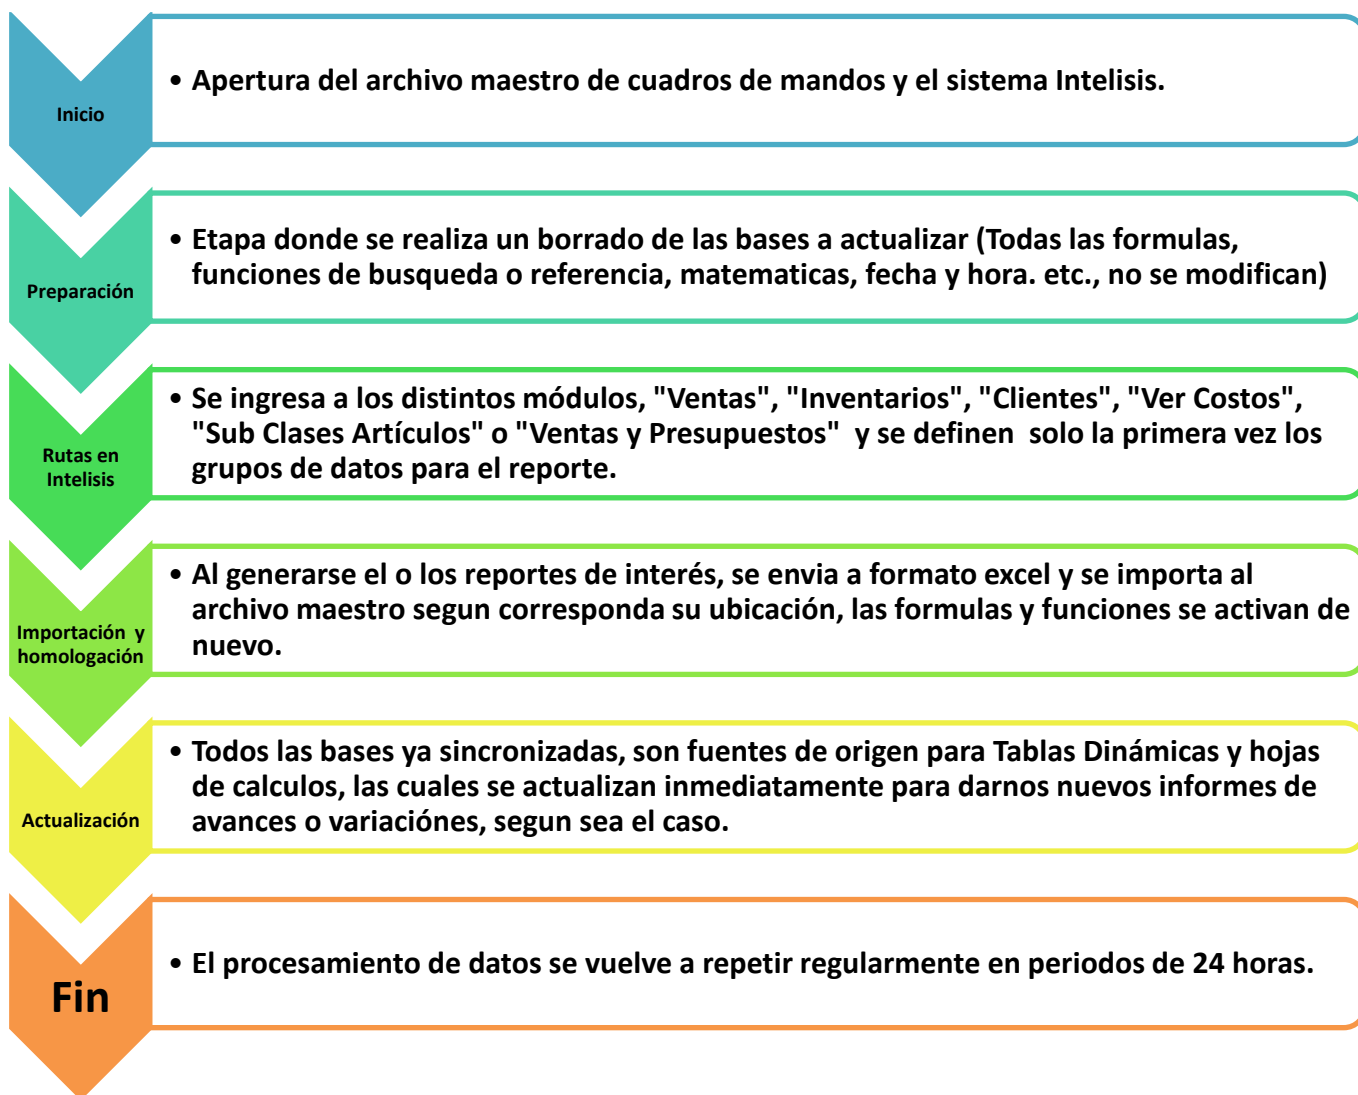 Inicio
• Apertura del archivo maestro de cuadros de mandos y el sistema Intelisis.
Preparación
• Etapa donde se realiza un borrado de las bases a actualizar (Todas las formulas,
funciones de busqueda o referencia, matematicas, fecha y hora. etc., no se modifican)
Rutas en
Intelisis
• Se ingresa a los distintos módulos, "Ventas", "Inventarios", "Clientes", "Ver Costos",
"Sub Clases Artículos" o "Ventas y Presupuestos" y se definen solo la primera vez los
grupos de datos para el reporte.
Importación y
homologación
• Al generarse el o los reportes de interés, se envia a formato excel y se importa al
archivo maestro segun corresponda su ubicación, las formulas y funciones se activan de
nuevo.
Actualización
• Todos las bases ya sincronizadas, son fuentes de origen para Tablas Dinámicas y hojas
de calculos, las cuales se actualizan inmediatamente para darnos nuevos informes de
avances o variaciónes, segun sea el caso.
Fin
• El procesamiento de datos se vuelve a repetir regularmente en periodos de 24 horas.